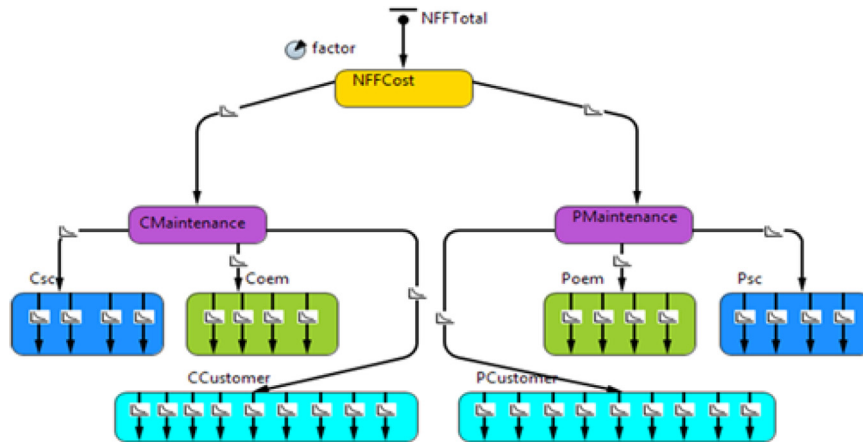 NFFTotal
factor
NFFCost
CMaintenance
PMaintenance
Csc
Coem
Poem
Psc
CCustomer
PCustomer